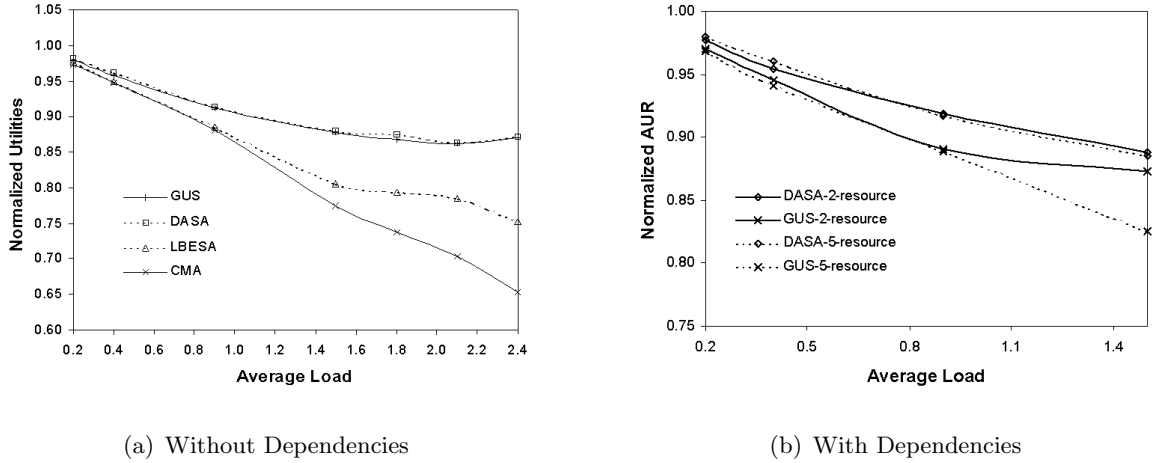 1.05
1.00
0.95
0.90
0.85
0.80
0.75
0.70
0.65
0.60
Normalized Utilities
GUS
DASA
LBESA
CMA
0.2 0.4 0.6 0.8 1.0 1.2 1.4 1.6 1.8 2.0 2.2 2.4
Average Load
(a) Without Dependencies
1.00
0.95
0.90
0.85
0.80
0.75
Normalized AUR
DASA-2-resource
GUS-2-resource
DASA-5-resource
GUS-5-resource
0.2 0.5 0.8 1.1 1.4
Average Load
(b) With Dependencies